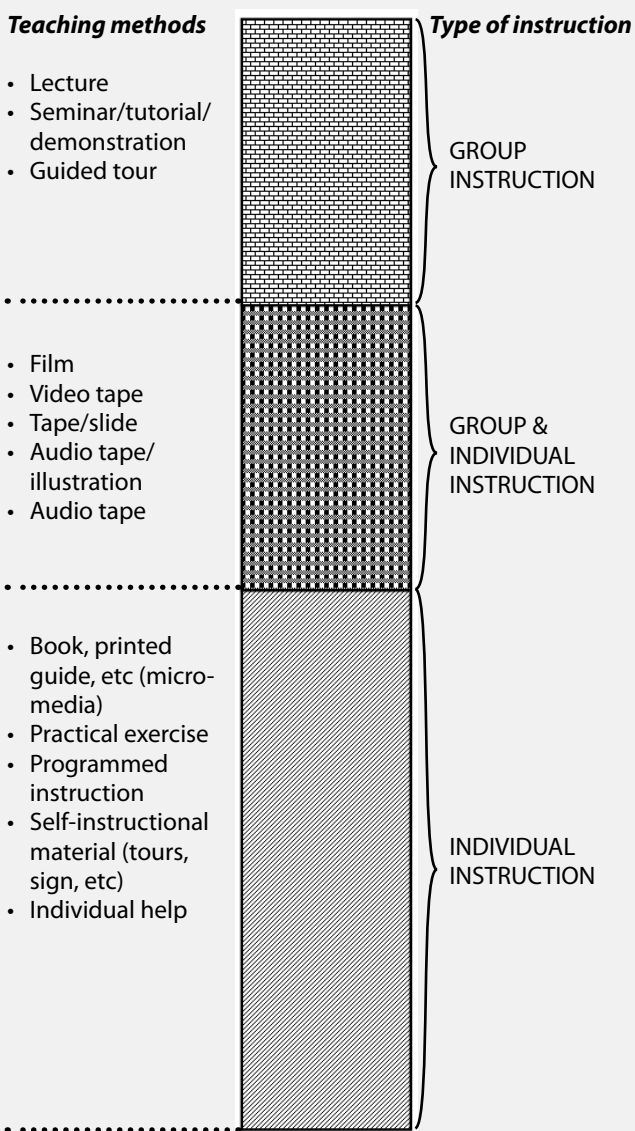 Teaching methods
Type of instruction
• Lecture
• Seminar/tutorial/
demonstration
• Guided tour
GROUP
INSTRUCTION
• Film
• Video tape
• Tape/slide
• Audio tape/
illustration
• Audio tape
GROUP &
INDIVIDUAL
INSTRUCTION
• Book, printed
guide, etc (micro-
media)
• Practical exercise
• Programmed
instruction
• Self-instructional
material (tours,
sign, etc)
• Individual help
INDIVIDUAL
INSTRUCTION